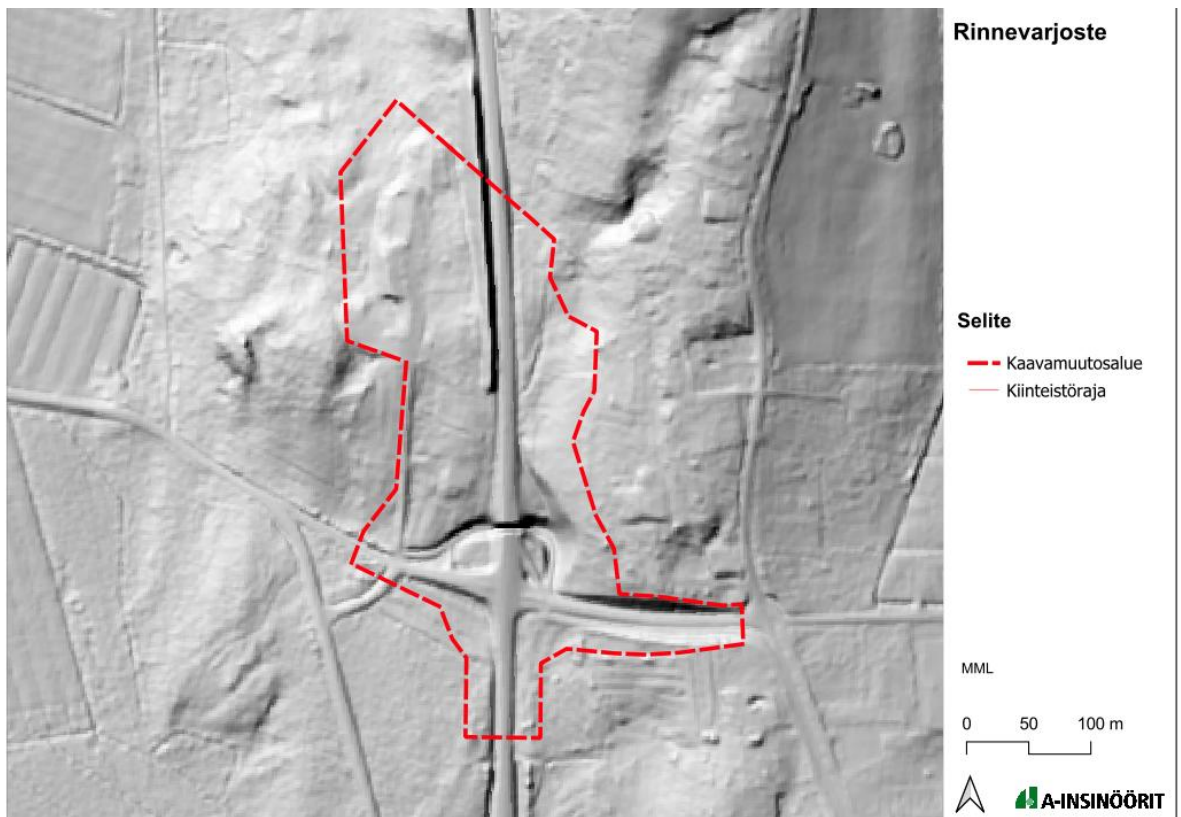 Rinnevarjoste
Selite
Kaavamuutosalue
Kiinteistöraja
MML
0 50 100 m
A-INSINÖÖRIT